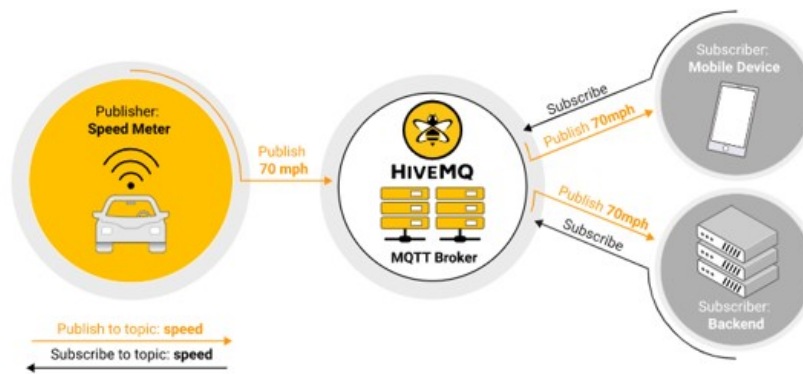 Publisher:
Speed Meter
Publish
70 mph
HIVEMQ
MQTT Broker
Subscribe
Publish 70mph
Subscriber:
Mobile Device
Publish 70mph
Subscribe
Subscriber:
Backend
Publish to topic: speed
Subscribe to topic: speed